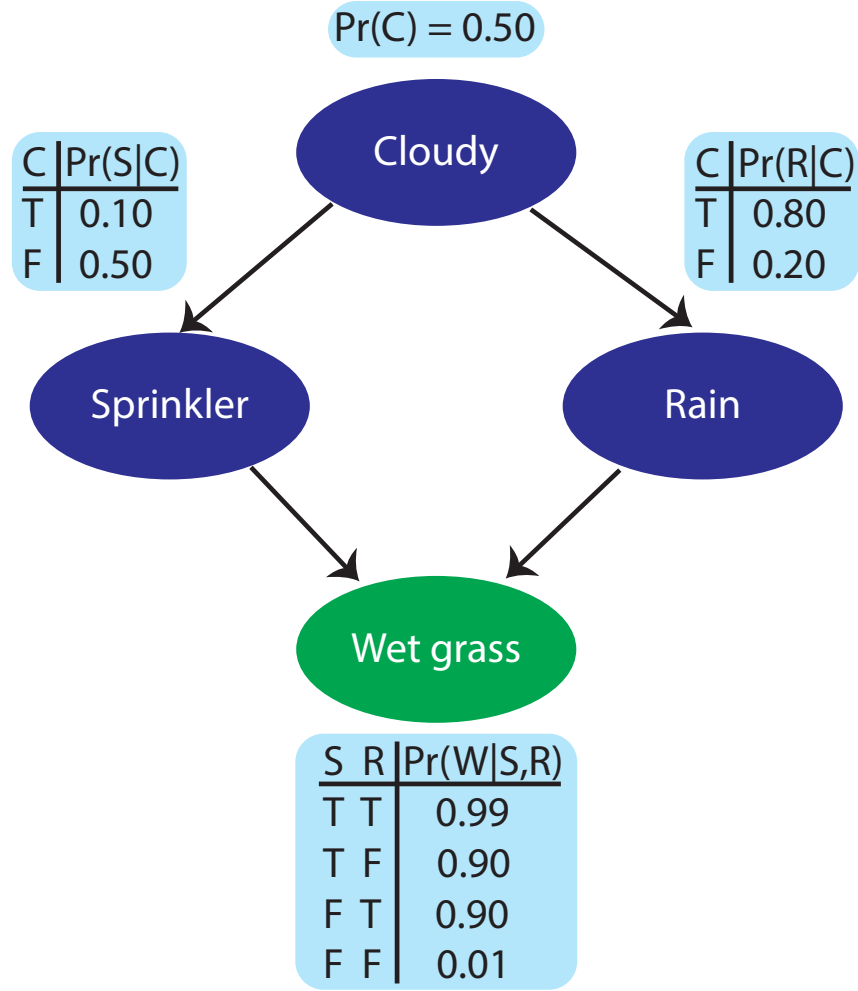 Pr(C) = 0.50
Cloudy
C Pr(S|C)
T 0.10
F 0.50
C Pr(R|C)
T 0.80
F 0.20
Sprinkler
Rain
Wet grass
S R Pr(W|S,R)
T T 0.99
T F 0.90
F T 0.90
F F 0.01